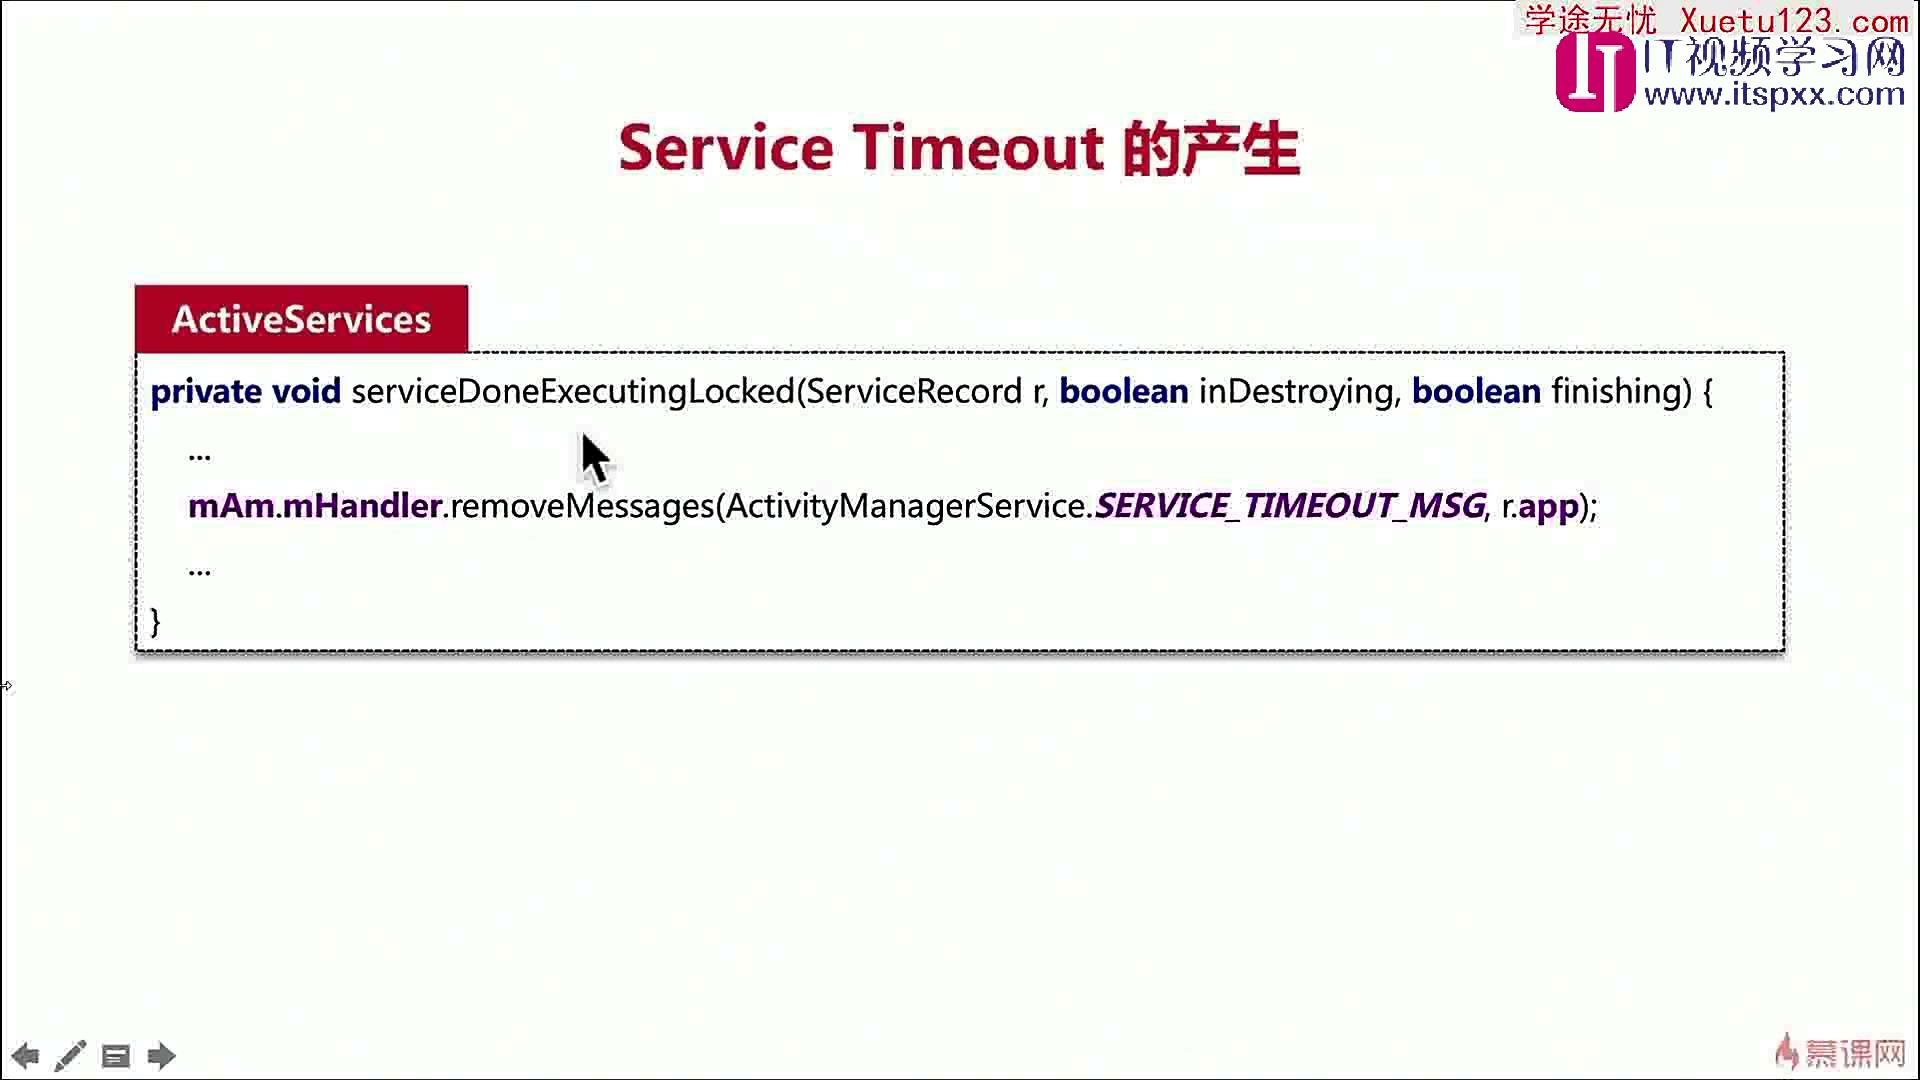 学途无忧 Xuetu123.com
IT视频学习网
www.itspxx.com
Service Timeout 的产生
ActiveServices
private void serviceDoneExecutingLocked(ServiceRecord r, boolean inDestroying, boolean finishing) {
...
mAm.mHandler.removeMessages(ActivityManagerService.SERVICE_TIMEOUT_MSG, r.app);
...
}
慕课网